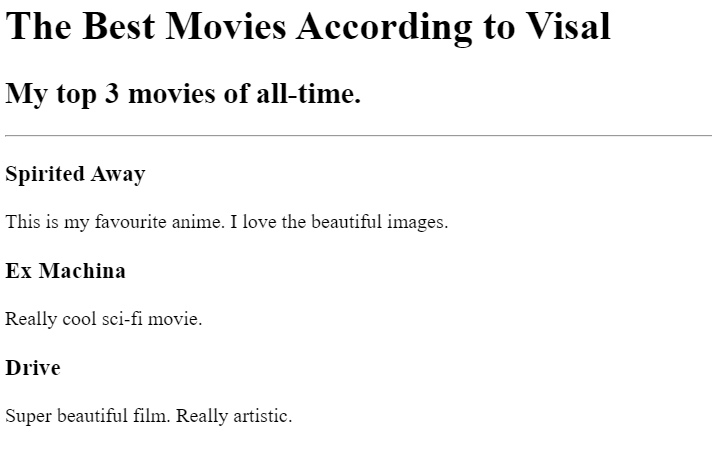 The Best Movies According to Visal
My top 3 movies of all-time.
Spirited Away
This is my favourite anime. I love the beautiful images.
Ex Machina
Really cool sci-fi movie.
Drive
Super beautiful film. Really artistic.